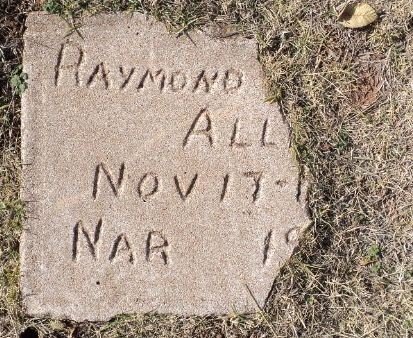 RAYMOND
ALL
NOV 17-1
NAR 19